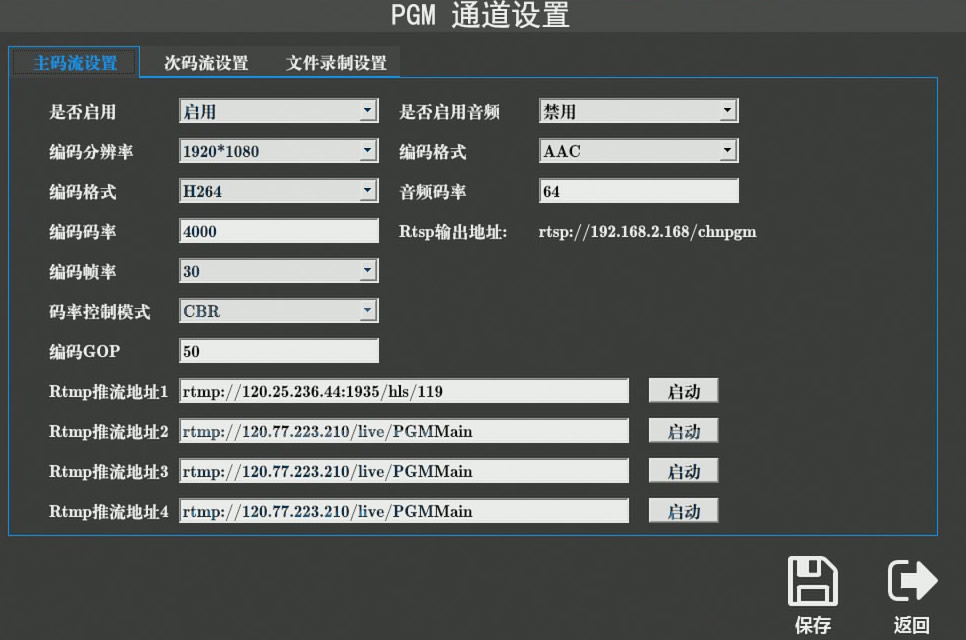 PGM 通道设置
主码流设置 次码流设置 文件录制设置
是否启用 启用 是否启用音频 禁用
编码分辨率 1920*1080 编码格式 AAC
编码格式 H264 音频码率 64
编码码率 4000 Rtsp输出地址: rtsp://192.168.2.168/chnpgm
编码帧率 30
码率控制模式 CBR
编码GOP 50
Rtmp推流地址1 rtmp://120.25.236.44:1935/hls/119 启动
Rtmp推流地址2 rtmp://120.77.223.210/live/PGMMain 启动
Rtmp推流地址3 rtmp://120.77.223.210/live/PGMMain 启动
Rtmp推流地址4 rtmp://120.77.223.210/live/PGMMain 启动
保存 返回